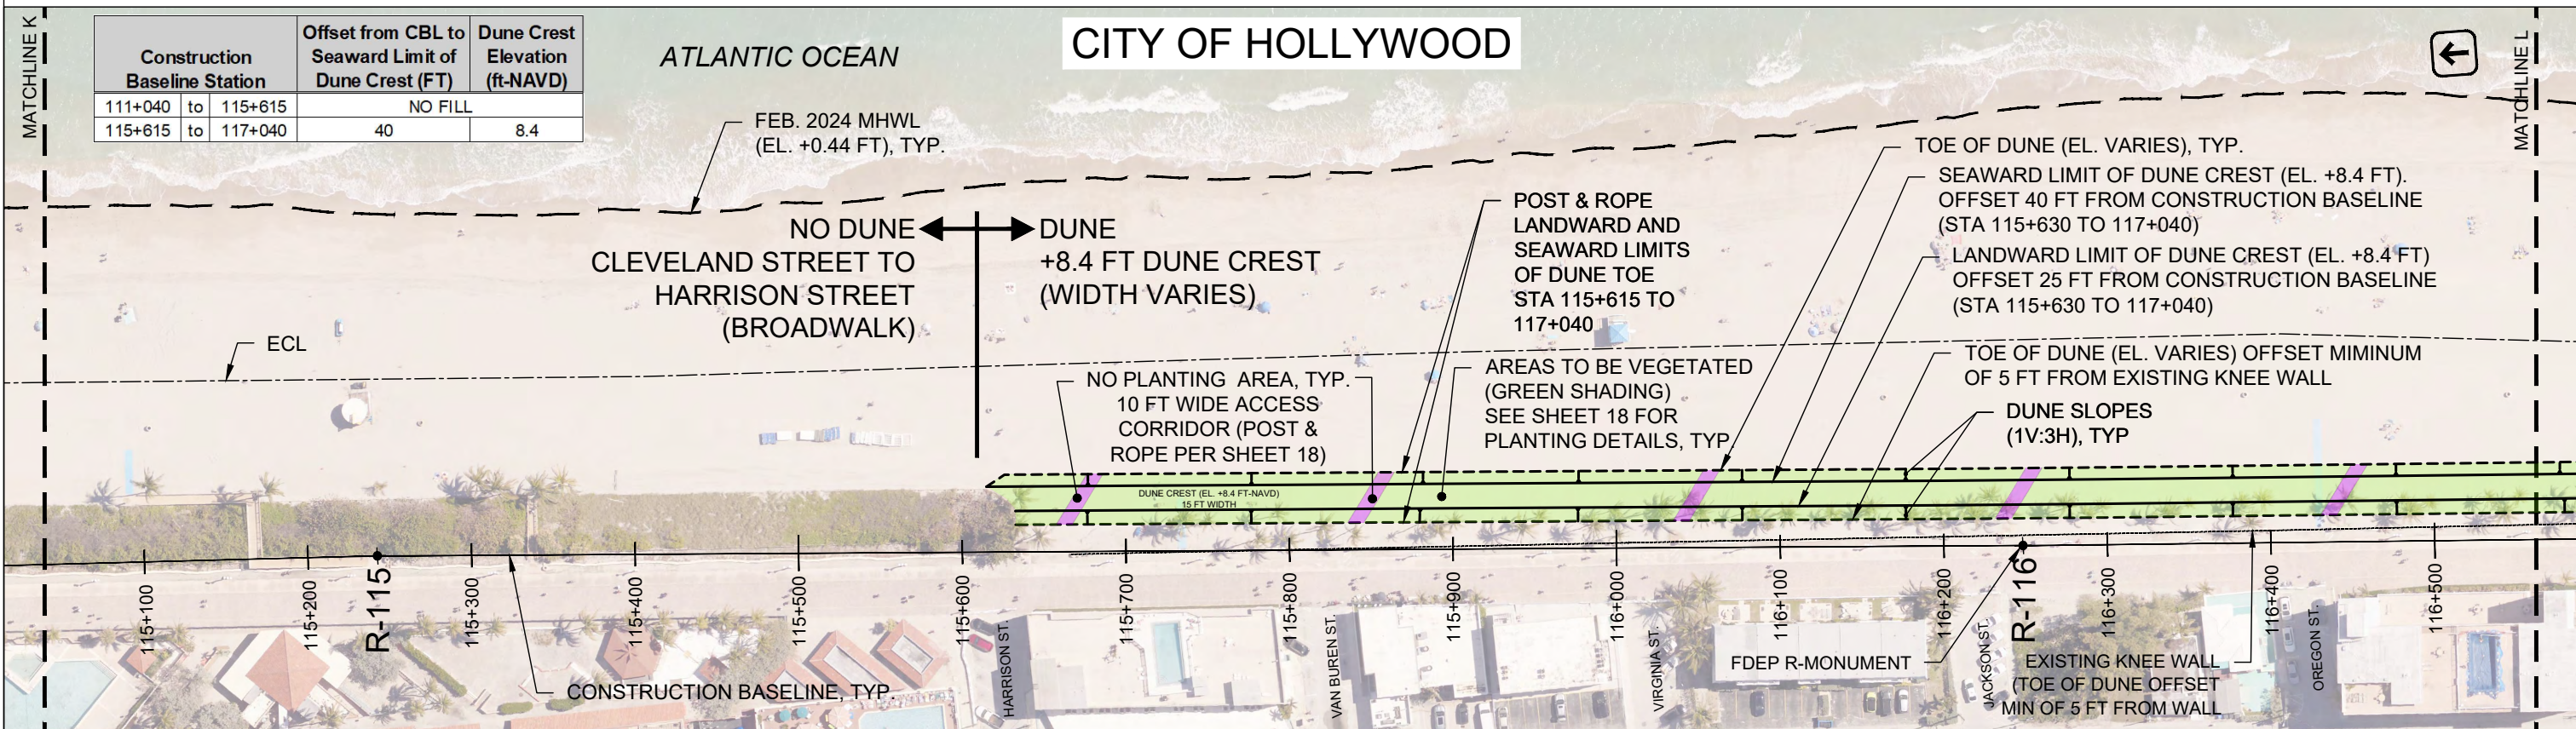 MATCHLINE K
Construction
Baseline Station
Offset from CBL to
Seaward Limit of
Dune Crest (FT)
Dune Crest
Elevation
(ft-NAVD)
111+040 to 115+615 NO FILL
115+615 to 117+040 40 8.4
ATLANTIC OCEAN
CITY OF HOLLYWOOD
MATCHLINE L
FEB. 2024 MHWL
(EL. +0.44 FT), TYP.
NO DUNE
CLEVELAND STREET TO
HARRISON STREET
(BROADWALK)
DUNE
+8.4 FT DUNE CREST
(WIDTH VARIES)
POST & ROPE
LANDWARD AND
SEAWARD LIMITS
OF DUNE TOE
STA 115+615 TO
117+040
TOE OF DUNE (EL. VARIES), TYP.
SEAWARD LIMIT OF DUNE CREST (EL. +8.4 FT).
OFFSET 40 FT FROM CONSTRUCTION BASELINE
(STA 115+630 TO 117+040)
LANDWARD LIMIT OF DUNE CREST (EL. +8.4 FT)
OFFSET 25 FT FROM CONSTRUCTION BASELINE
(STA 115+630 TO 117+040)
ECL
NO PLANTING AREA, TYP.
10 FT WIDE ACCESS
CORRIDOR (POST &
ROPE PER SHEET 18)
AREAS TO BE VEGETATED
(GREEN SHADING)
SEE SHEET 18 FOR
PLANTING DETAILS, TYP.
TOE OF DUNE (EL. VARIES) OFFSET MIMINUM
OF 5 FT FROM EXISTING KNEE WALL
DUNE SLOPES
(1V:3H), TYP
DUNE CREST (EL. +8.4 FT-NAVD)
15 FT WIDTH
115+100
115+200
R-115
115+300
115+400
115+500
115+600
115+700
115+800
115+900
116+000
116+100
116+200
R-116
116+300
116+400
116+500
HARRISON ST.
VAN BUREN ST.
VIRGINIA ST.
JACKSON ST.
OREGON ST.
CONSTRUCTION BASELINE, TYP.
FDEP R-MONUMENT
EXISTING KNEE WALL
(TOE OF DUNE OFFSET
MIN OF 5 FT FROM WALL